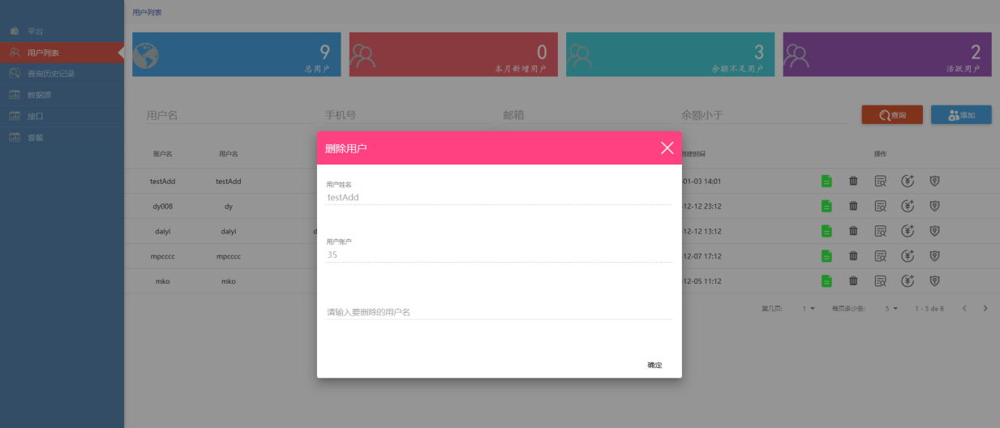 用户列表
平台
用户列表
查询历史记录
数据源
接口
套餐
9
总用户
0
本月新增用户
3
余额不足用户
2
活跃用户
用户名 手机号 邮箱 余额小于 查询 添加
账户名 用户名 创建时间 操作
testAdd testAdd -01-03 14:01
dy008 dy -12-12 23:12
daiyi daiyi d -12-12 13:12
mpcccc mpcccc -12-07 17:12
mko mko -12-05 11:12
第几页: 1 每页多少条: 5 1 - 5 de 8
删除用户
用户姓名
testAdd
用户账户
35
请输入要删除的用户名
确定